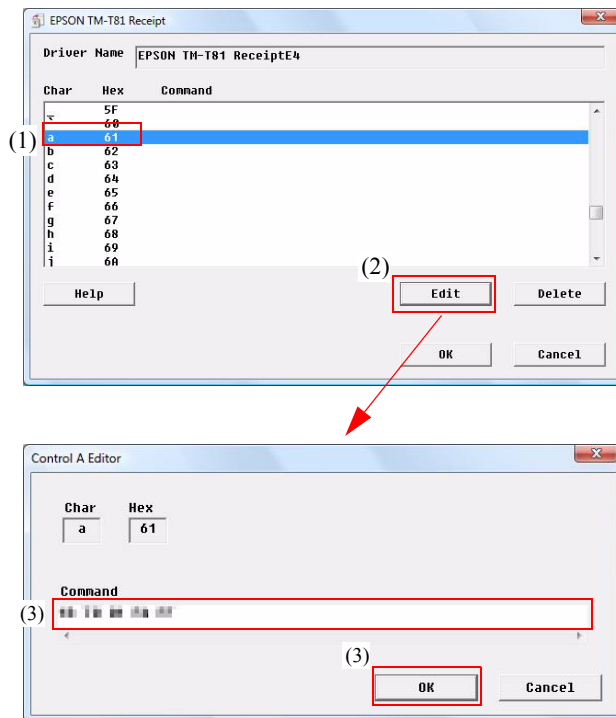 EPSON TM-T81 Receipt
Driver Name EPSON TM-T81 ReceiptE4
Char Hex Command
_ 5F
` 60
(1) a 61
b 62
c 63
d 64
e 65
f 66
g 67
h 68
i 69
j 6A
(2)
Help Edit Delete
OK Cancel
Control A Editor
Char Hex
a 61
Command
(3)
(3)
OK Cancel